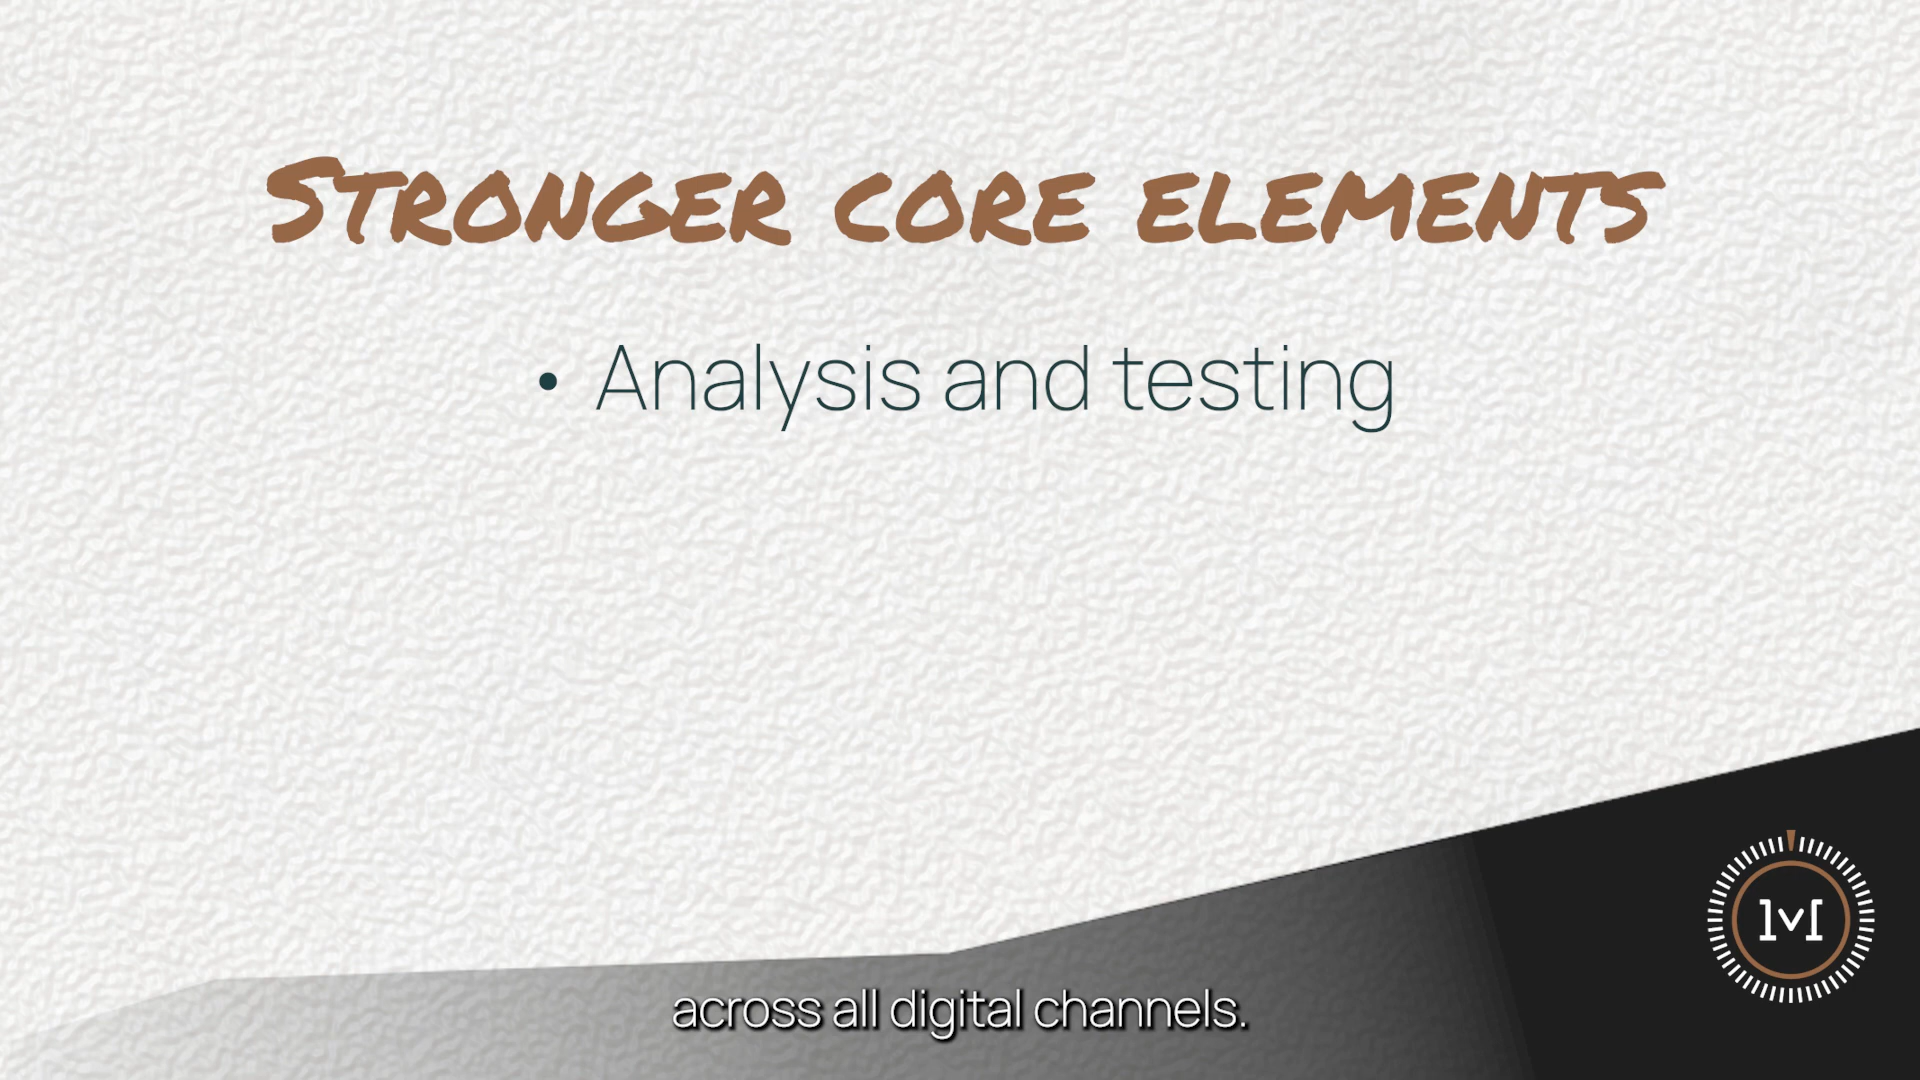 Stronger core elements
• Analysis and testing
M
across all digital channels.